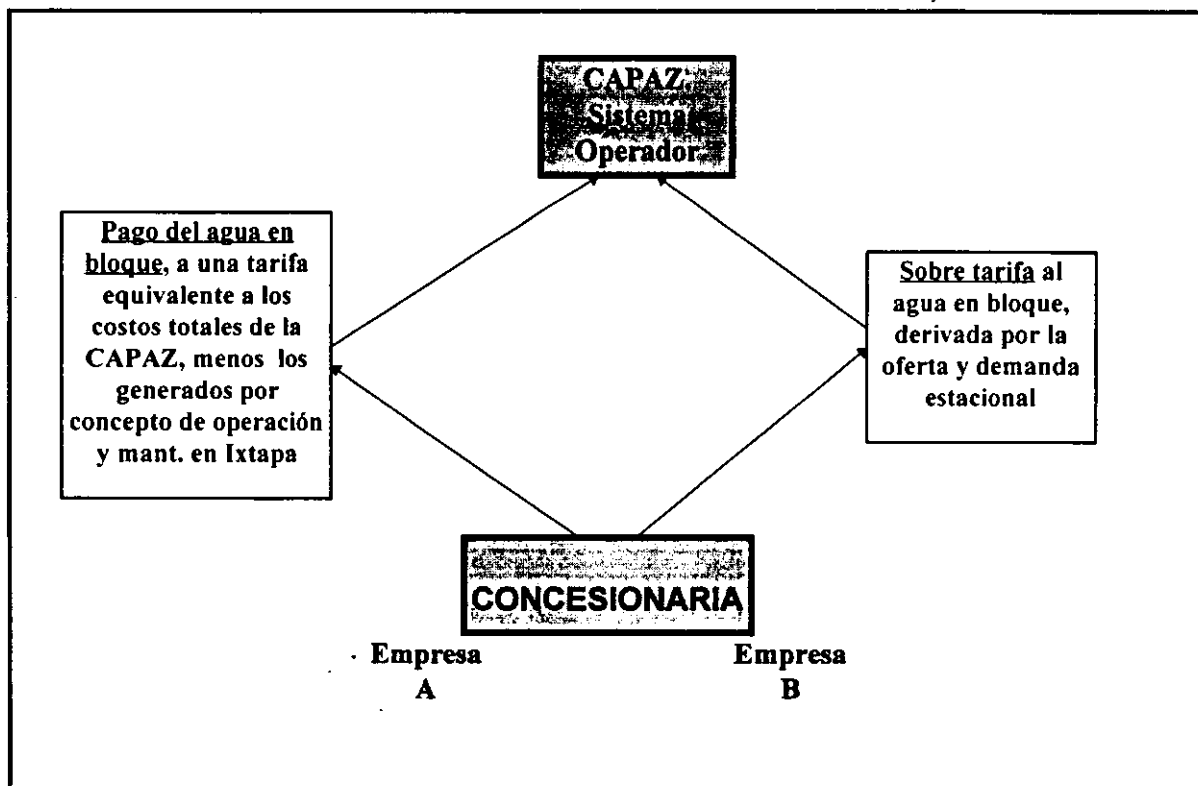 CAPAZ.
Sistema
Operador
Pago del agua en
bloque, a una tarifa
equivalente a los
costos totales de la
CAPAZ, menos los
generados por
concepto de operación
y mant. en Ixtapa
Sobre tarifa al
agua en bloque,
derivada por la
oferta y demanda
estacional
CONCESIONARIA
Empresa
A
Empresa
B